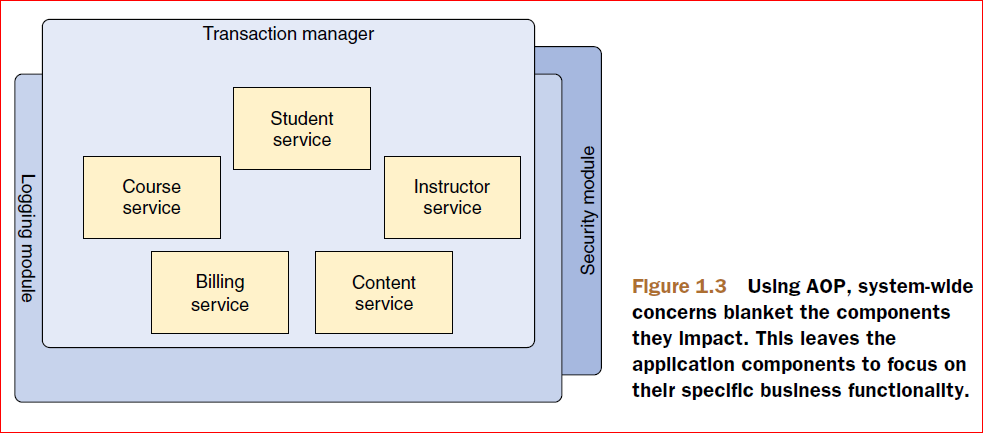 Transaction manager
Student
service
Course
service
Instructor
service
Billing
service
Content
service
Logging module
Security module
Figure 1.3 Using AOP, system-wide
concerns blanket the components
they impact. This leaves the
application components to focus on
their specific business functionality.